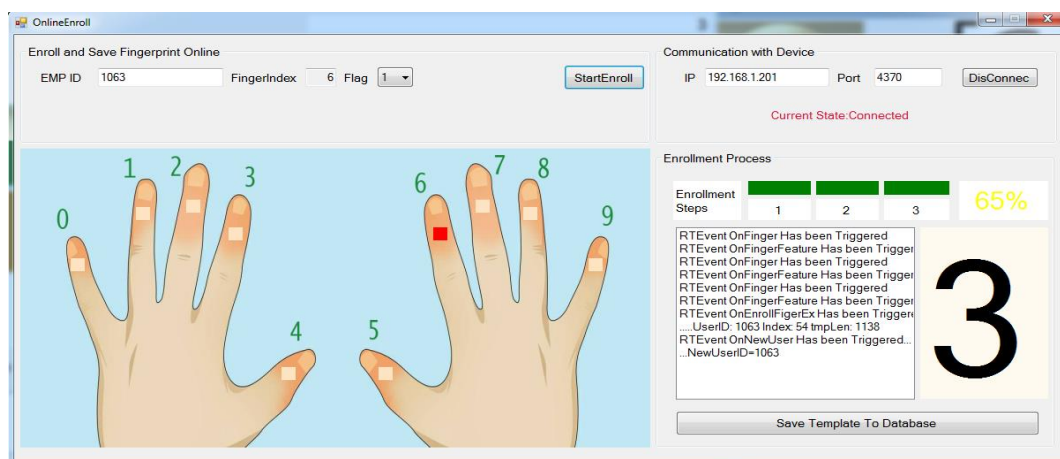 OnlineEnroll
3
Enroll and Save Fingerprint Online
EMP ID 1063 FingerIndex 6 Flag 1 StartEnroll
Communication with Device
IP 192.168.1.201 Port 4370 DisConnec
Current State:Connected
0 1 2 3 4 5 6 7 8 9
Enrollment Process
Enrollment Steps 1 2 3 65%
RTEvent OnFinger Has been Triggered
RTEvent OnFingerFeature Has been Trigger
RTEvent OnFinger Has been Triggered
RTEvent OnFingerFeature Has been Trigger
RTEvent OnFinger Has been Triggered
RTEvent OnFingerFeature Has been Trigger
RTEvent OnEnrollFigerEx Has been Triggere
.....UserID: 1063 Index: 54 tmpLen: 1138
RTEvent OnNewUser Has been Triggered...
...NewUserID=1063
3
Save Template To Database